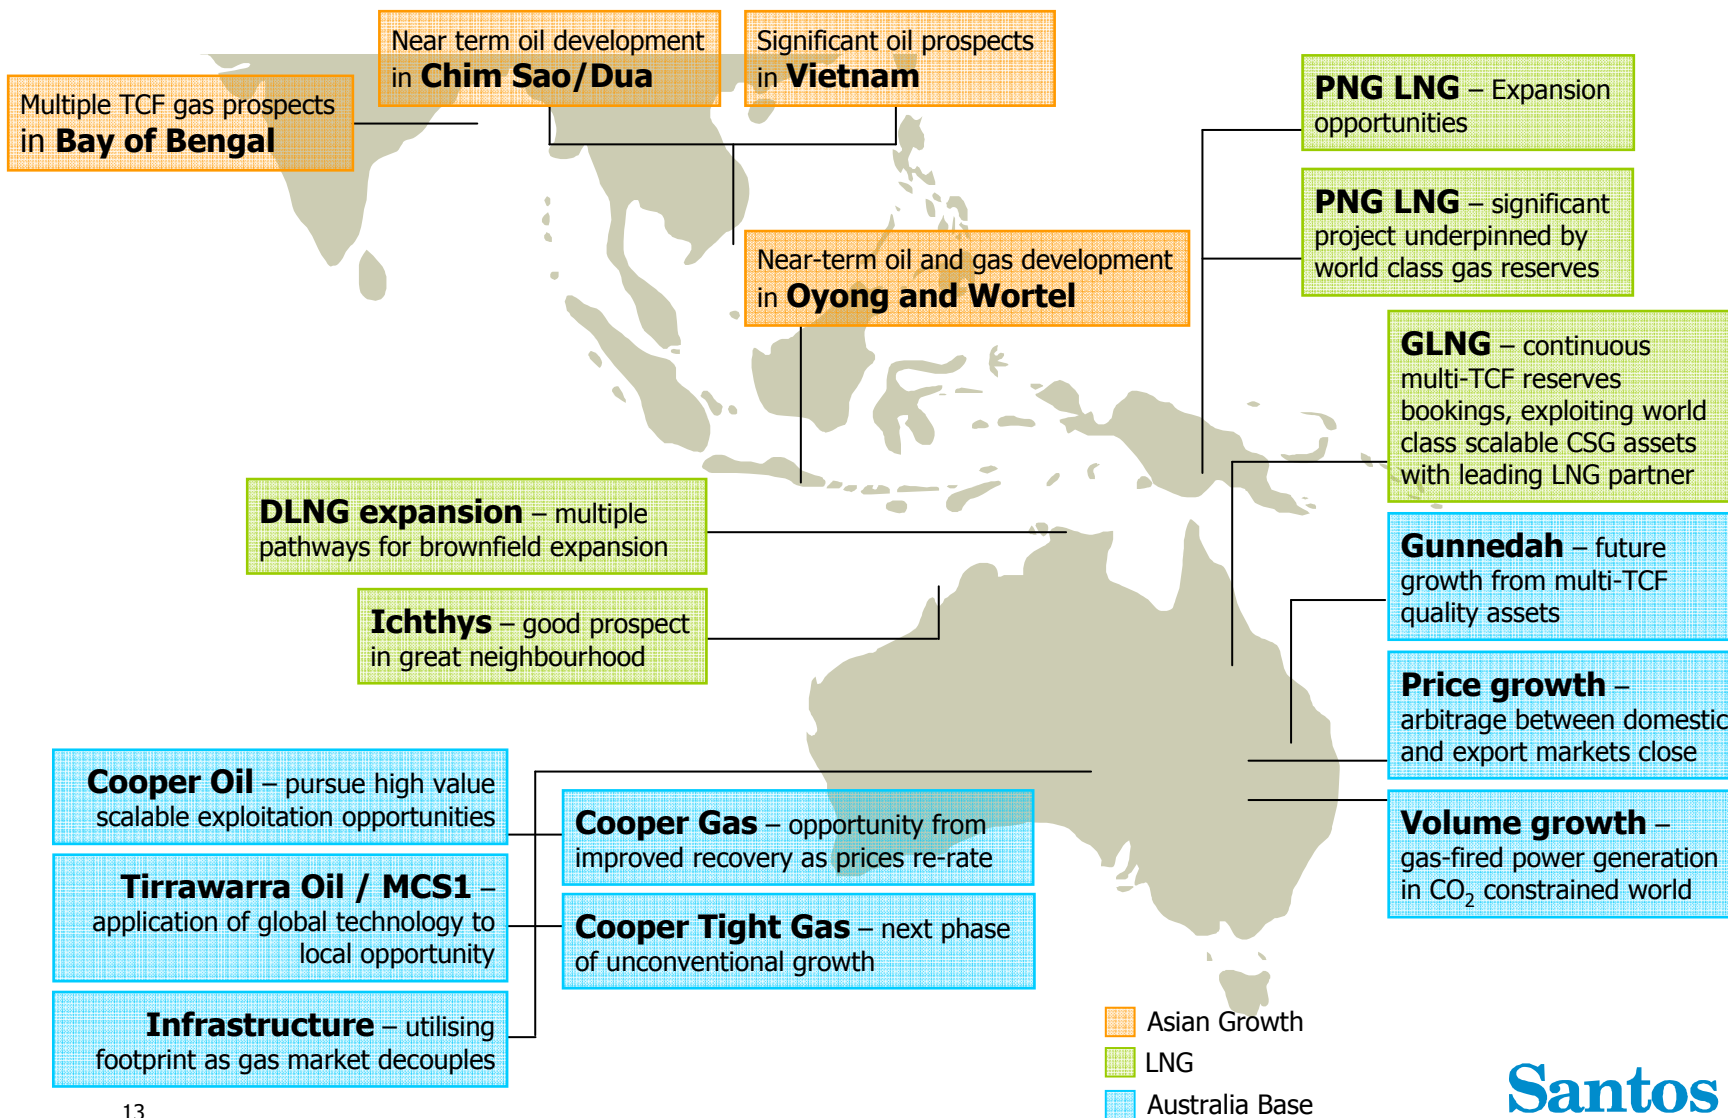 Near term oil development
in Chim Sao/Dua
Significant oil prospects
in Vietnam
Multiple TCF gas prospects
in Bay of Bengal
PNG LNG – Expansion
opportunities
PNG LNG – significant
project underpinned by
world class gas reserves
Near-term oil and gas development
in Oyong and Wortel
GLNG – continuous
multi-TCF reserves
bookings, exploiting world
class scalable CSG assets
with leading LNG partner
DLNG expansion – multiple
pathways for brownfield expansion
Gunnedah – future
growth from multi-TCF
quality assets
Ichthys – good prospect
in great neighbourhood
Price growth –
arbitrage between domestic
and export markets close
Cooper Oil – pursue high value
scalable exploitation opportunities
Cooper Gas – opportunity from
improved recovery as prices re-rate
Volume growth –
gas-fired power generation
in CO₂ constrained world
Tirrawarra Oil / MCS1 –
application of global technology to
local opportunity
Cooper Tight Gas – next phase
of unconventional growth
Infrastructure – utilising
footprint as gas market decouples
Asian Growth
LNG
Australia Base
Santos
13